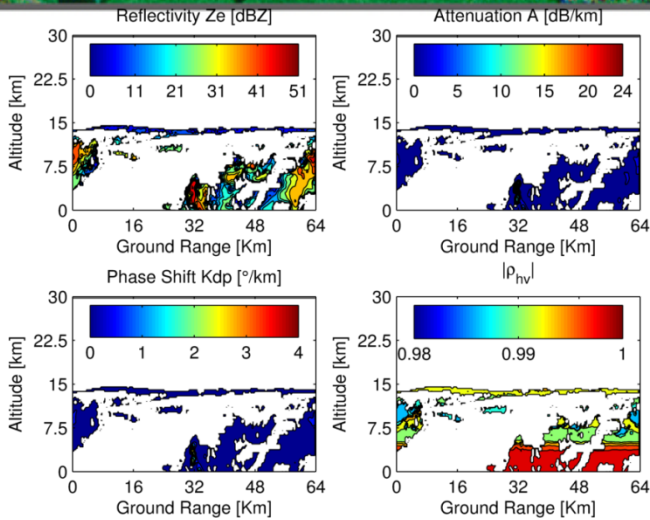 Reflectivity Ze [dBZ]
Attenuation A [dB/km]
30
0 11 21 31 41 51
22.5
15
7.5
0
Altitude [km]
0 16 32 48 64
Ground Range [Km]
30
0 5 10 15 20 24
22.5
15
7.5
0
Altitude [km]
0 16 32 48 64
Ground Range [Km]
Phase Shift Kdp [°/km]
|ρhv|
30
0 1 2 3 4
22.5
15
7.5
0
Altitude [km]
0 16 32 48 64
Ground Range [Km]
30
0.98 0.99 1
22.5
15
7.5
0
Altitude [km]
0 16 32 48 64
Ground Range [Km]